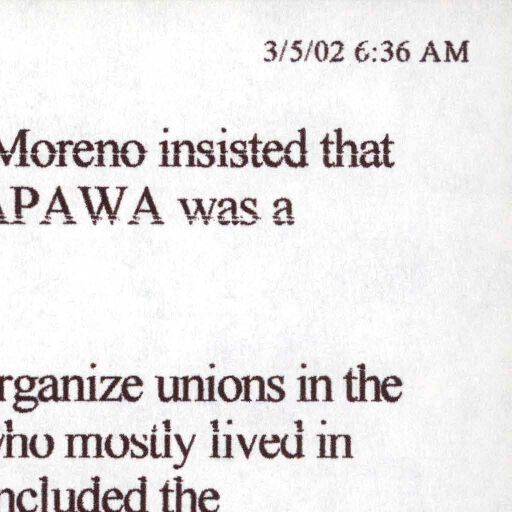 3/5/02 6:36 AM
Moreno insisted that
APAWA was a
rganize unions in the
who mostly lived in
ncluded the